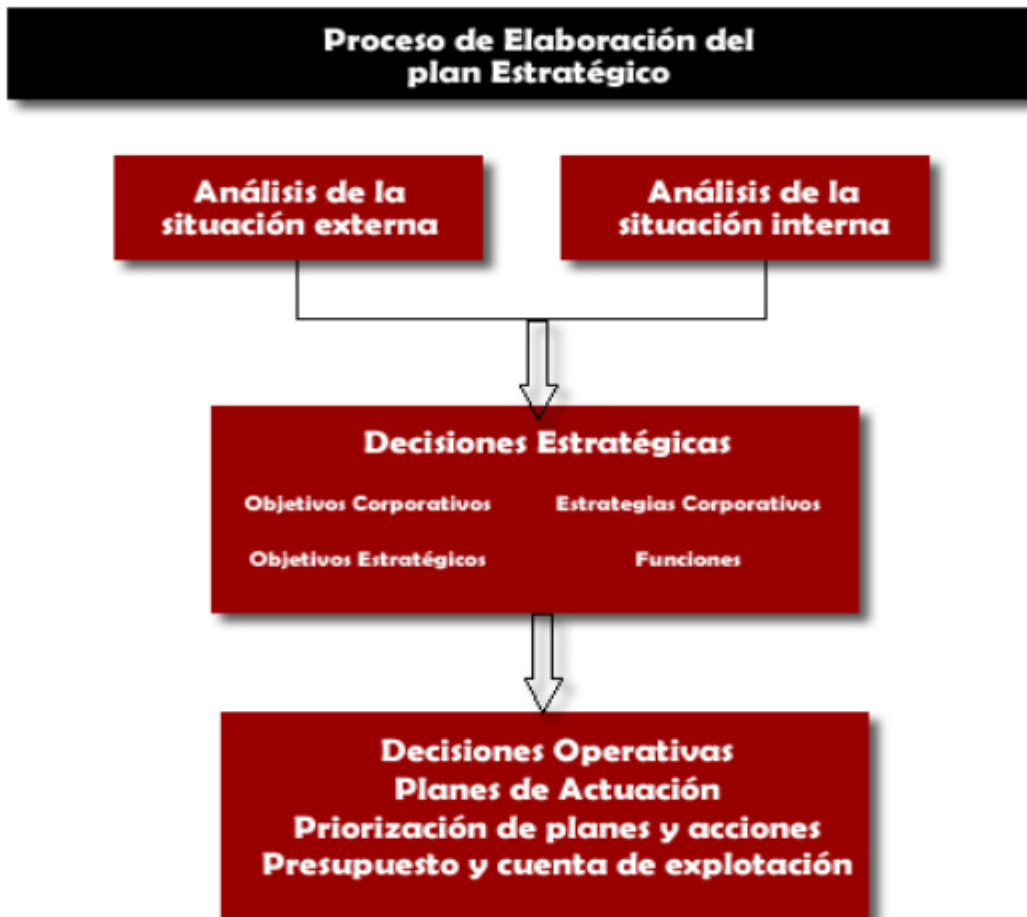 Proceso de Elaboración del
plan Estratégico
Análisis de la
situación externa
Análisis de la
situación interna
Decisiones Estratégicas
Objetivos Corporativos
Estrategias Corporativos
Objetivos Estratégicos
Funciones
Decisiones Operativas
Planes de Actuación
Priorización de planes y acciones
Presupuesto y cuenta de explotación